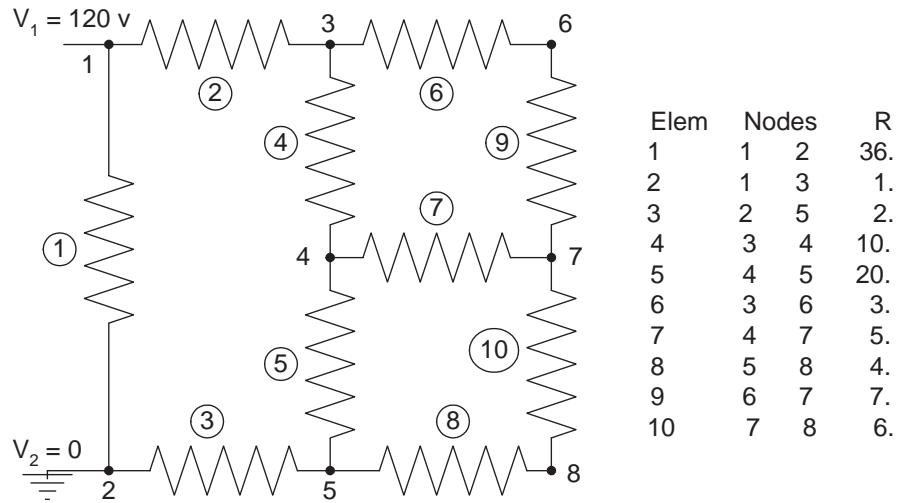 V₁ = 120 v
3
6
1
2
6
4
9
7
1
4
7
5
10
3
8
V₂ = 0
2
5
8
Elem Nodes R
1 1 2 36.
2 1 3 1.
3 2 5 2.
4 3 4 10.
5 4 5 20.
6 3 6 3.
7 4 7 5.
8 5 8 4.
9 6 7 7.
10 7 8 6.